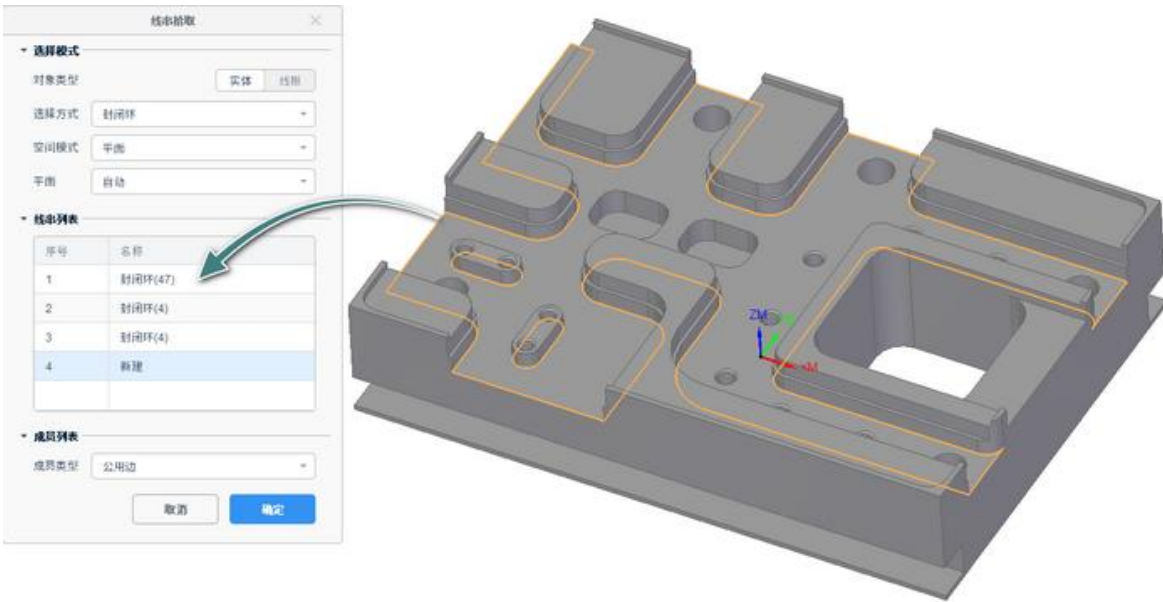 线串拾取
选择模式
对象类型 实体 线框
选择方式 封闭环
空间模式 平面
平面 自动
线串列表
序号 名称
1 封闭环(47)
2 封闭环(4)
3 封闭环(4)
4 新建
成员列表
成员类型 公用边
取消 确定
ZM
XM